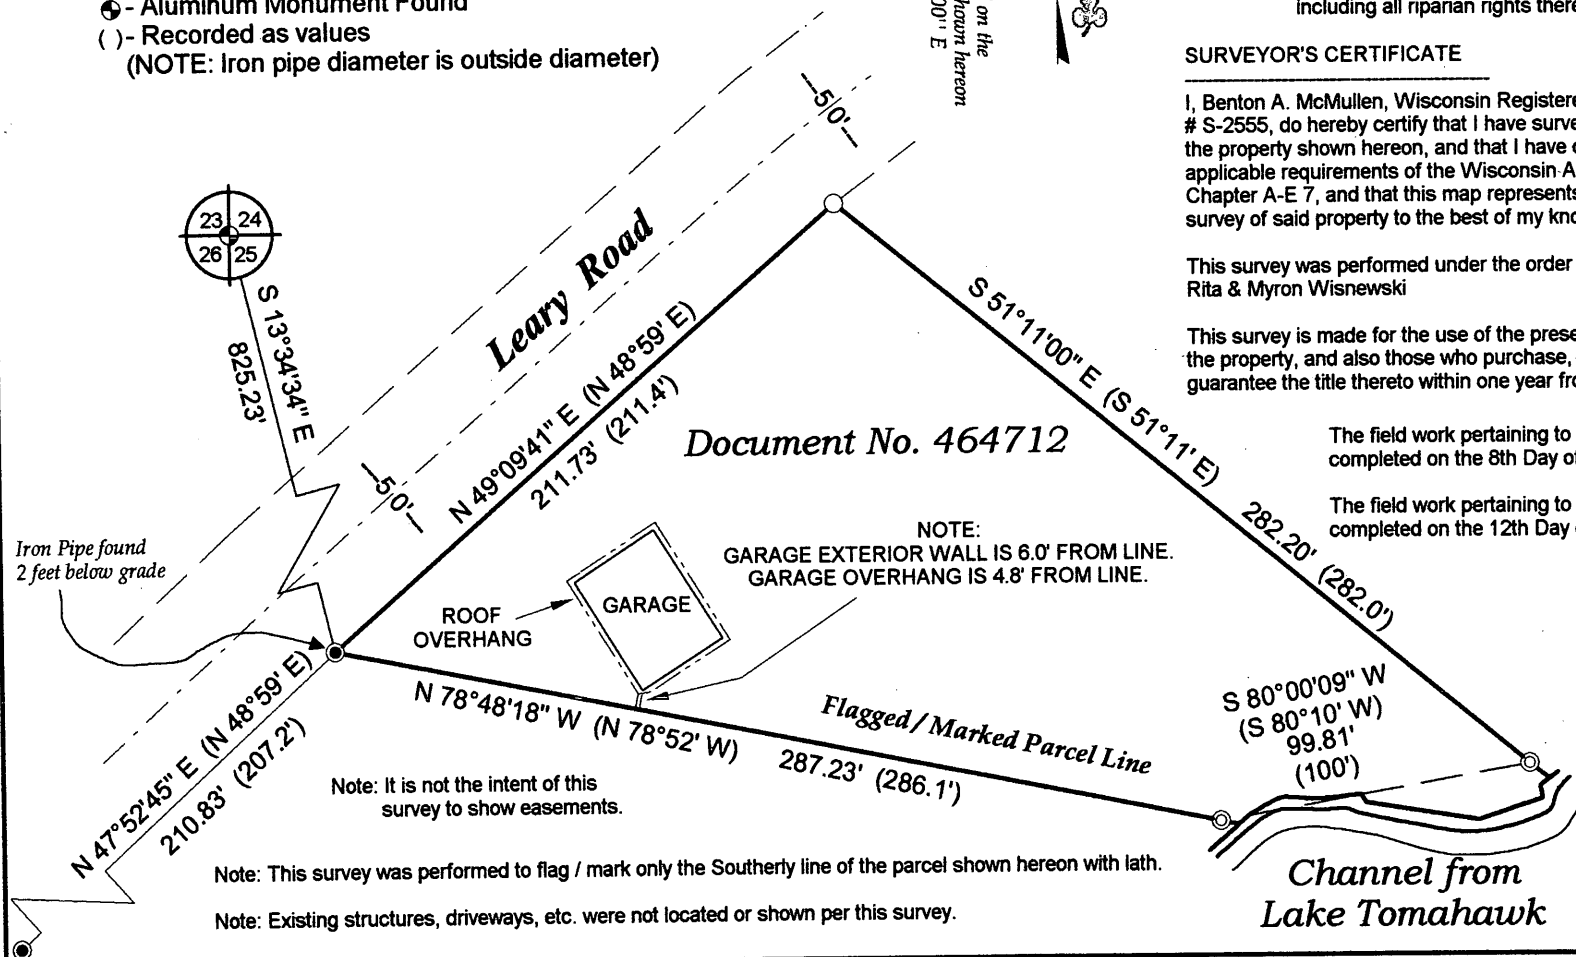 - Aluminum Monument Found
( )- Recorded as values
(NOTE: Iron pipe diameter is outside diameter)
on the
hown hereon
00" E
including all riparian rights there
SURVEYOR'S CERTIFICATE
I, Benton A. McMullen, Wisconsin Registere
# S-2555, do hereby certify that I have surve
the property shown hereon, and that I have
applicable requirements of the Wisconsin A
Chapter A-E 7, and that this map represents
survey of said property to the best of my kno
This survey was performed under the order
Rita & Myron Wisnewski
This survey is made for the use of the prese
the property, and also those who purchase,
guarantee the title thereto within one year fro
The field work pertaining to
completed on the 8th Day of
The field work pertaining to
completed on the 12th Day
--50'--
23 24
26 25
S 13°34'34" E
825.23'
Leary Road
--50'--
N 49°09'41" E (N 48°59' E)
211.73' (211.4')
S 51°11'00" E (S 51°11' E)
282.20' (282.0')
Document No. 464712
Iron Pipe found
2 feet below grade
NOTE:
GARAGE EXTERIOR WALL IS 6.0' FROM LINE.
GARAGE OVERHANG IS 4.8' FROM LINE.
ROOF
OVERHANG
GARAGE
N 78°48'18" W (N 78°52' W)
287.23' (286.1')
Flagged / Marked Parcel Line
S 80°00'09" W
(S 80°10' W)
99.81'
(100')
N 47°52'45" E (N 48°59' E)
210.83' (207.2')
Note: It is not the intent of this
survey to show easements.
Note: This survey was performed to flag / mark only the Southerly line of the parcel shown hereon with lath.
Note: Existing structures, driveways, etc. were not located or shown per this survey.
Channel from
Lake Tomahawk